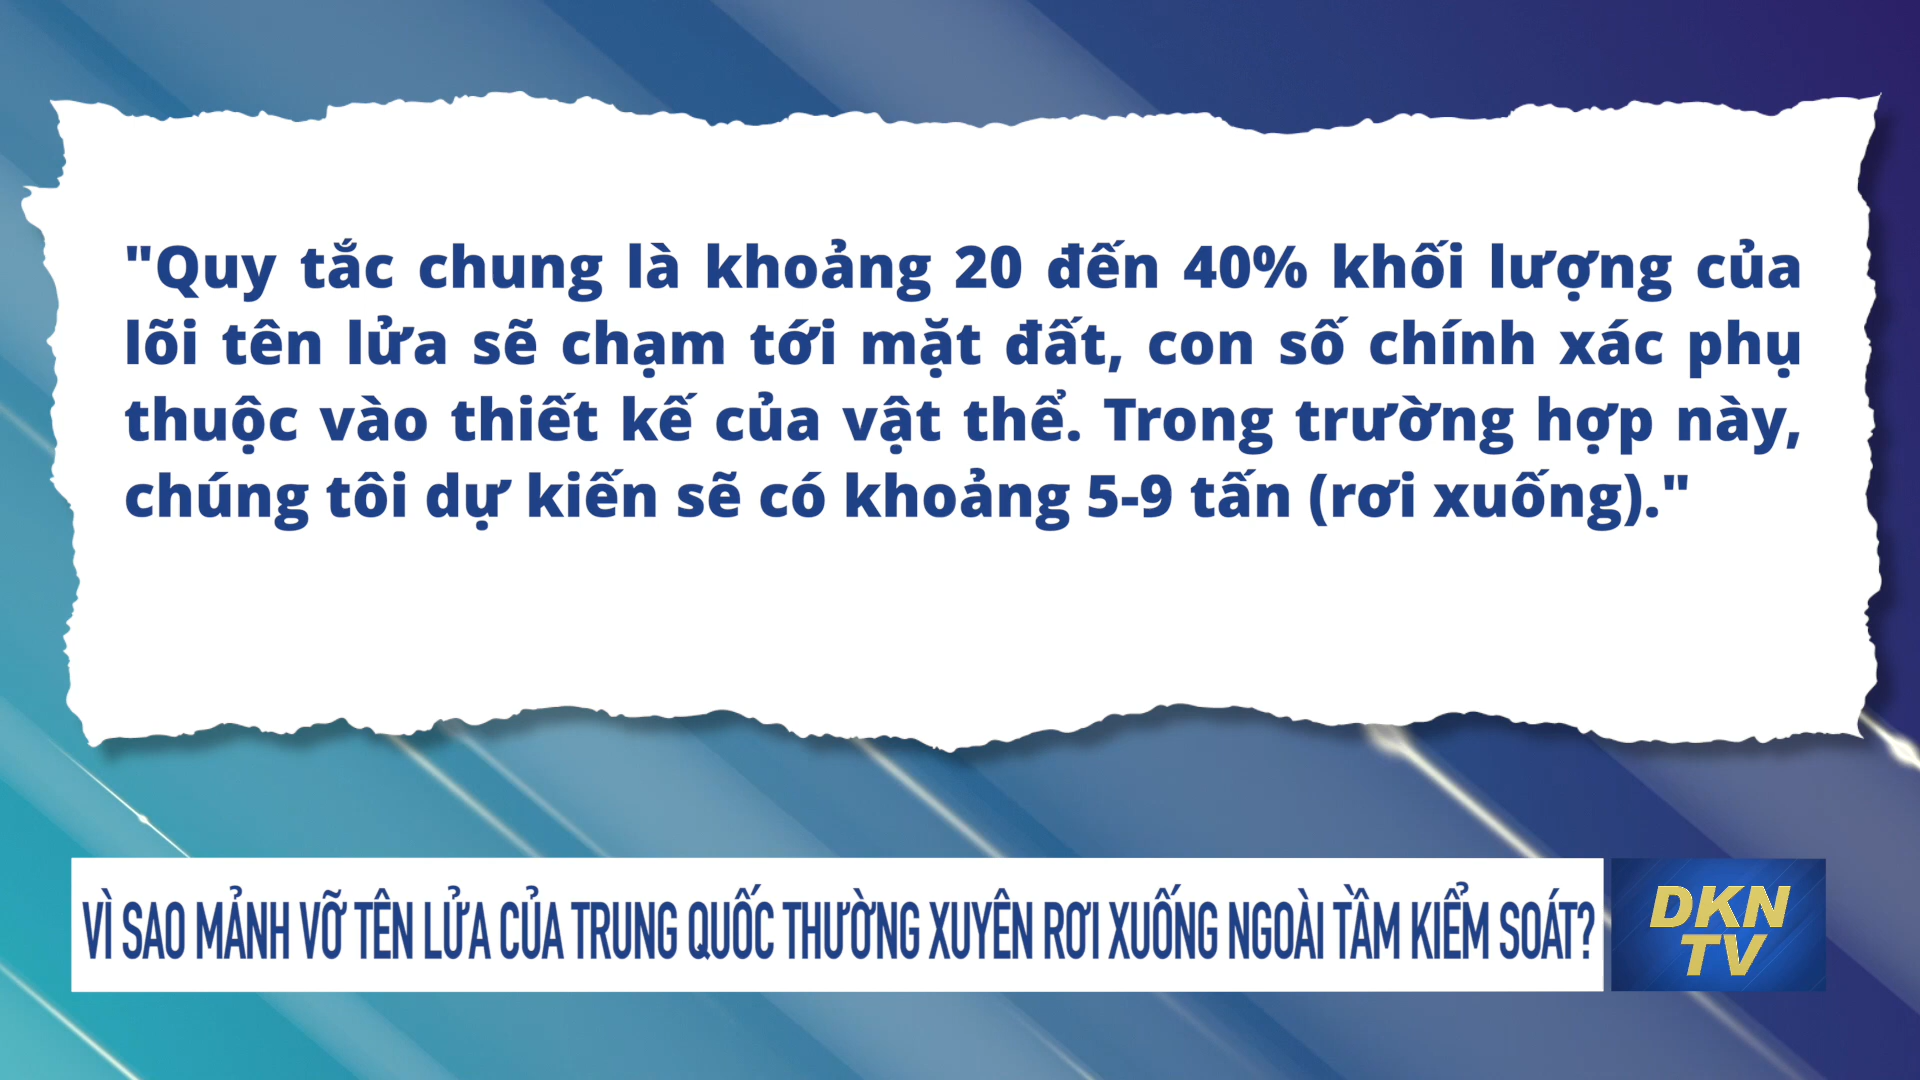 "Quy tắc chung là khoảng 20 đến 40% khối lượng của
lõi tên lửa sẽ chạm tới mặt đất, con số chính xác phụ
thuộc vào thiết kế của vật thể. Trong trường hợp này,
chúng tôi dự kiến sẽ có khoảng 5-9 tấn (rơi xuống)."
VÌ SAO MẢNH VỠ TÊN LỬA CỦA TRUNG QUỐC THƯỜNG XUYÊN RƠI XUỐNG NGOÀI TẦM KIỂM SOÁT?
DKN
TV